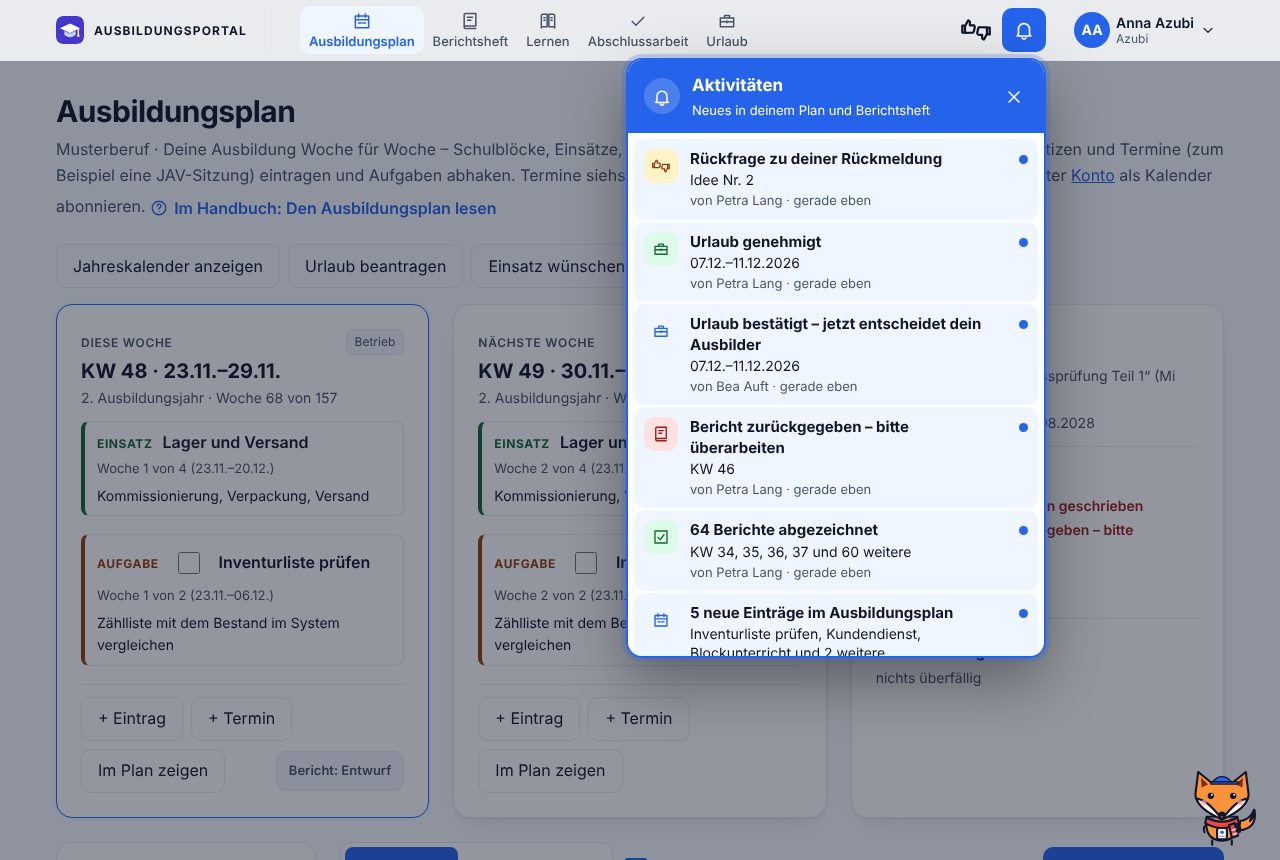 AUSBILDUNGSPORTAL
Ausbildungsplan
Berichtsheft
Lernen
Abschlussarbeit
Urlaub
AA
Anna Azubi
Azubi
Ausbildungsplan
Musterberuf · Deine Ausbildung Woche für Woche – Schulblöcke, Einsätze,
tizen und Termine (zum
Beispiel eine JAV-Sitzung) eintragen und Aufgaben abhaken. Termine siehs
ter Konto als Kalender
abonnieren. Im Handbuch: Den Ausbildungsplan lesen
Jahreskalender anzeigen
Urlaub beantragen
Einsatz wünschen
Aktivitäten
Neues in deinem Plan und Berichtsheft
Rückfrage zu deiner Rückmeldung
Idee Nr. 2
von Petra Lang · gerade eben
Urlaub genehmigt
07.12.–11.12.2026
von Petra Lang · gerade eben
Urlaub bestätigt – jetzt entscheidet dein
Ausbilder
07.12.–11.12.2026
von Bea Auft · gerade eben
Bericht zurückgegeben – bitte
überarbeiten
KW 46
von Petra Lang · gerade eben
64 Berichte abgezeichnet
KW 34, 35, 36, 37 und 60 weitere
von Petra Lang · gerade eben
5 neue Einträge im Ausbildungsplan
Inventurliste prüfen, Kundendienst,
Blockunterricht und 2 weitere
DIESE WOCHE
Betrieb
KW 48 · 23.11.–29.11.
2. Ausbildungsjahr · Woche 68 von 157
EINSATZ Lager und Versand
Woche 1 von 4 (23.11.–20.12.)
Kommissionierung, Verpackung, Versand
AUFGABE Inventurliste prüfen
Woche 1 von 2 (23.11.–06.12.)
Zählliste mit dem Bestand im System
vergleichen
+ Eintrag
+ Termin
Im Plan zeigen
Bericht: Entwurf
NÄCHSTE WOCHE
KW 49 · 30.11.–
2. Ausbildungsjahr · Woche 6
EINSATZ Lager un
Woche 2 von 4 (23.11.
Kommissionierung,
AUFGABE
Woche 2 von 2 (23.11.
Zählliste mit dem Be
vergleichen
+ Eintrag
+ Termin
Im Plan zeigen
ssprüfung Teil 1“ (Mi
08.2028
n geschrieben
geben – bitte
nichts überfällig